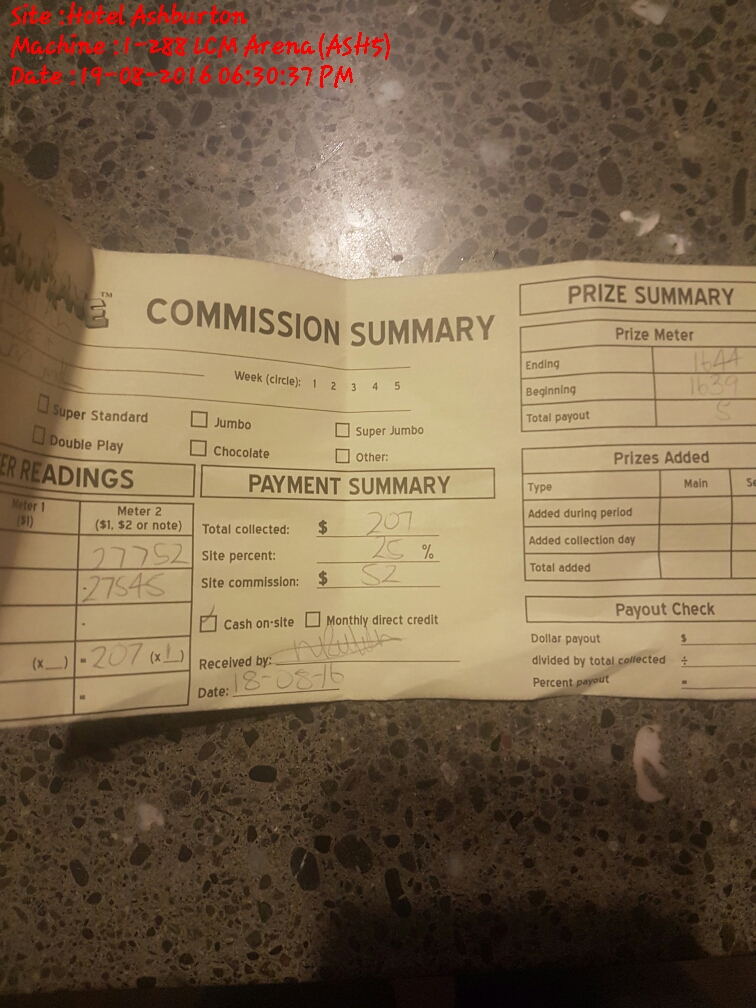 Site :Hotel Ashburton
Machine :1-288 LCM Arena(ASH5)
Date :19-08-2016 06:30:37 PM
™
COMMISSION SUMMARY
Week (circle): 1 2 3 4 5
Super Standard
Jumbo
Super Jumbo
Double Play
Chocolate
Other:
ER READINGS
Meter 1
($1)
Meter 2
($1, $2 or note)
27752
-27545
(x__) = 207 (x 1)
=
PAYMENT SUMMARY
Total collected: $ 207
Site percent: 25 %
Site commission: $ 52
Cash on-site
Monthly direct credit
Received by:
Date: 18-08-16
PRIZE SUMMARY
Prize Meter
Ending 1644
Beginning 1639
Total payout 5
Prizes Added
Type Main Se
Added during period
Added collection day
Total added
Payout Check
Dollar payout $
divided by total collected ÷
Percent payout =